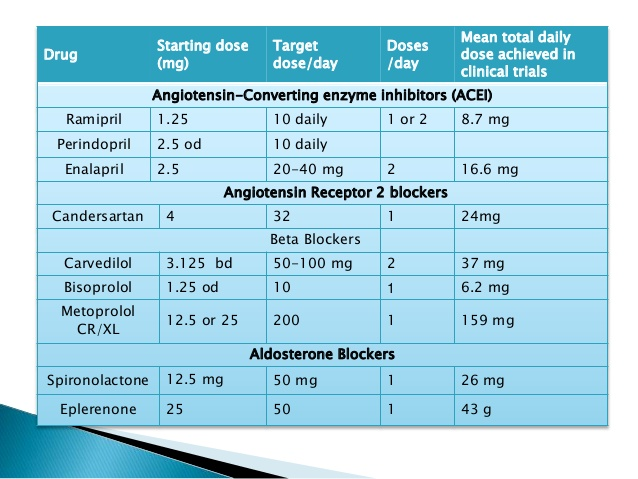 Drug Starting dose (mg) Target dose/day Doses /day Mean total daily dose achieved in clinical trials
Angiotensin-Converting enzyme inhibitors (ACEI)
Ramipril 1.25 10 daily 1 or 2 8.7 mg
Perindopril 2.5 od 10 daily
Enalapril 2.5 20-40 mg 2 16.6 mg
Angiotensin Receptor 2 blockers
Candersartan 4 32 1 24mg
Beta Blockers
Carvedilol 3.125 bd 50-100 mg 2 37 mg
Bisoprolol 1.25 od 10 1 6.2 mg
Metoprolol CR/XL 12.5 or 25 200 1 159 mg
Aldosterone Blockers
Spironolactone 12.5 mg 50 mg 1 26 mg
Eplerenone 25 50 1 43 g